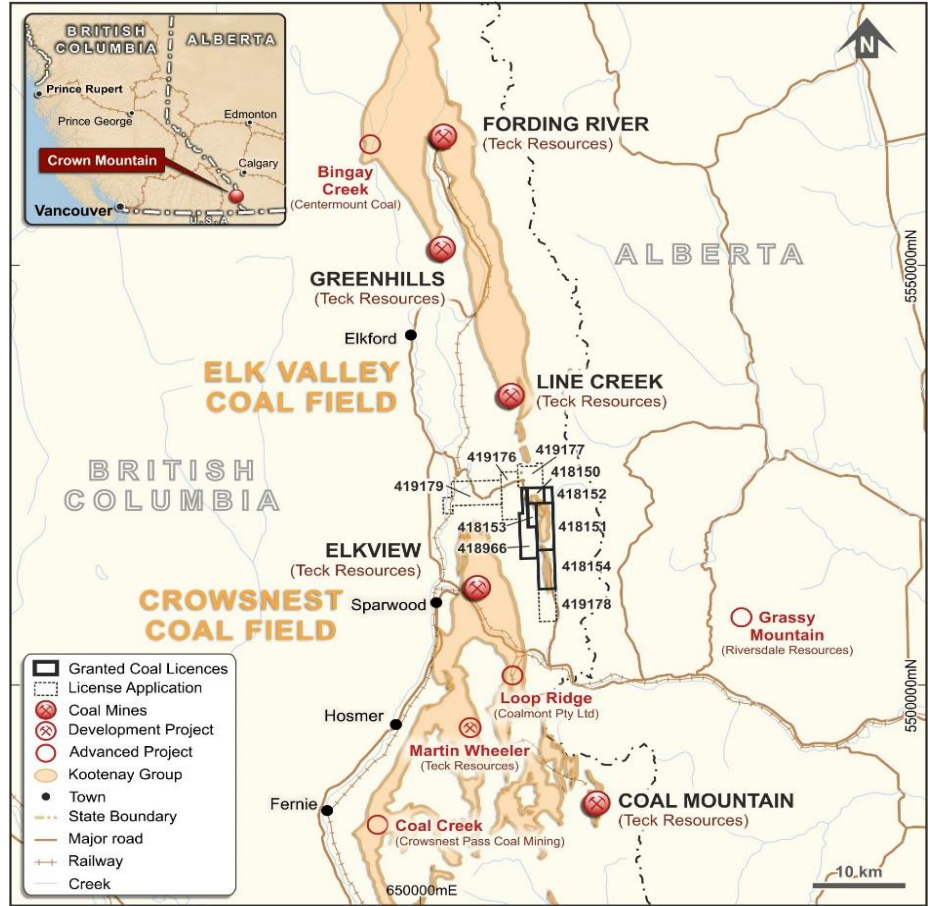 BRITISH
COLUMBIA
ALBERTA
Prince Rupert
Prince George
Edmonton
Crown Mountain
Calgary
Vancouver
U.S.A
N
FORDING RIVER
(Teck Resources)
Bingay
Creek
(Centermount Coal)
ALBERTA
GREENHILLS
(Teck Resources)
5550000mN
Elkford
ELK VALLEY
COAL FIELD
LINE CREEK
(Teck Resources)
BRITISH
COLUMBIA
419176
419177
419179
418150
418152
418153
418151
418966
418154
419178
ELKVIEW
(Teck Resources)
CROWSNEST
COAL FIELD
Sparwood
Grassy
Mountain
(Riversdale Resources)
Loop Ridge
(Coalmont Pty Ltd)
5500000mN
Hosmer
Martin Wheeler
(Teck Resources)
Fernie
COAL MOUNTAIN
(Teck Resources)
Coal Creek
(Crowsnest Pass Coal Mining)
650000mE
10 km
Granted Coal Licences
License Application
Coal Mines
Development Project
Advanced Project
Kootenay Group
Town
State Boundary
Major road
Railway
Creek